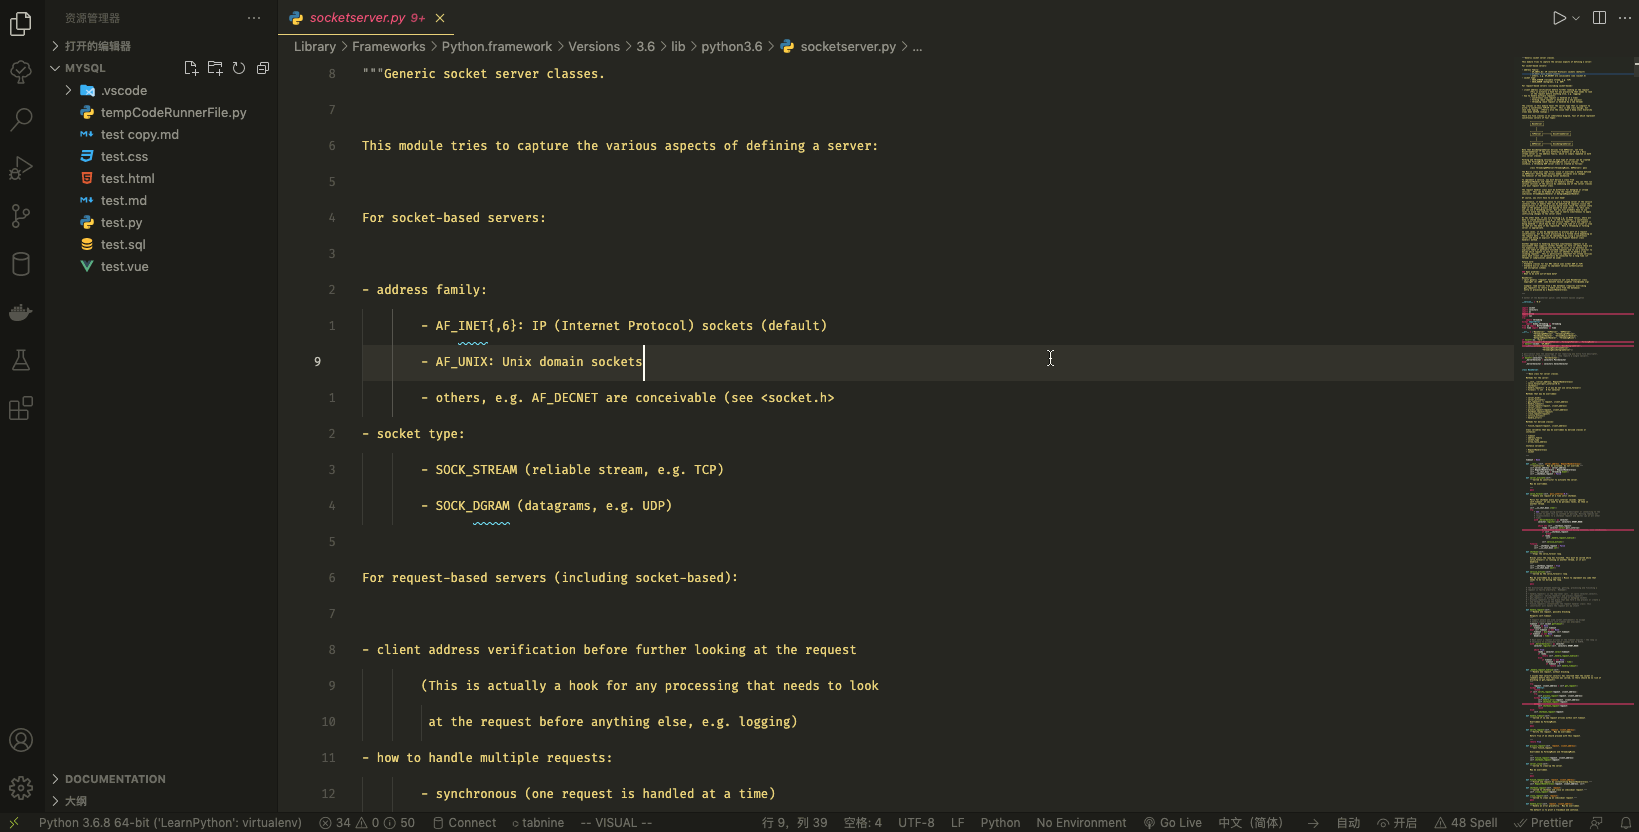 资源管理器
socketserver.py 9+
打开的编辑器
Library > Frameworks > Python.framework > Versions > 3.6 > lib > python3.6 > socketserver.py > ...
MYSQL
.vscode
tempCodeRunnerFile.py
test copy.md
test.css
test.html
test.md
test.py
test.sql
test.vue
DOCUMENTATION
大纲
8 """Generic socket server classes.
7
6 This module tries to capture the various aspects of defining a server:
5
4 For socket-based servers:
3
2 - address family:
1 - AF_INET{,6}: IP (Internet Protocol) sockets (default)
9 - AF_UNIX: Unix domain sockets
1 - others, e.g. AF_DECNET are conceivable (see <socket.h>
2 - socket type:
3 - SOCK_STREAM (reliable stream, e.g. TCP)
4 - SOCK_DGRAM (datagrams, e.g. UDP)
5
6 For request-based servers (including socket-based):
7
8 - client address verification before further looking at the request
9 (This is actually a hook for any processing that needs to look
10 at the request before anything else, e.g. logging)
11 - how to handle multiple requests:
12 - synchronous (one request is handled at a time)
Python 3.6.8 64-bit ('LearnPython': virtualenv) 34 0 50 Connect tabnine -- VISUAL -- 行 9，列 39 空格: 4 UTF-8 LF Python No Environment Go Live 中文（简体） 自动 开启 48 Spell Prettier